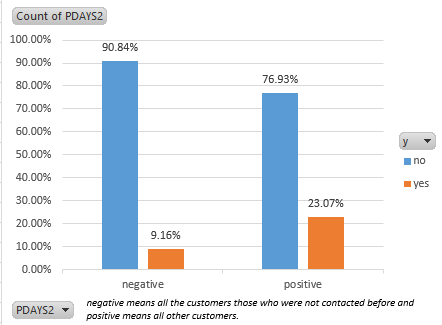 Count of PDAYS2
100.00%
90.00%
80.00%
70.00%
60.00%
50.00%
40.00%
30.00%
20.00%
10.00%
0.00%
90.84%
9.16%
76.93%
23.07%
negative
positive
y
no
yes
PDAYS2
negative means all the customers those who were not contacted before and
positive means all other customers.